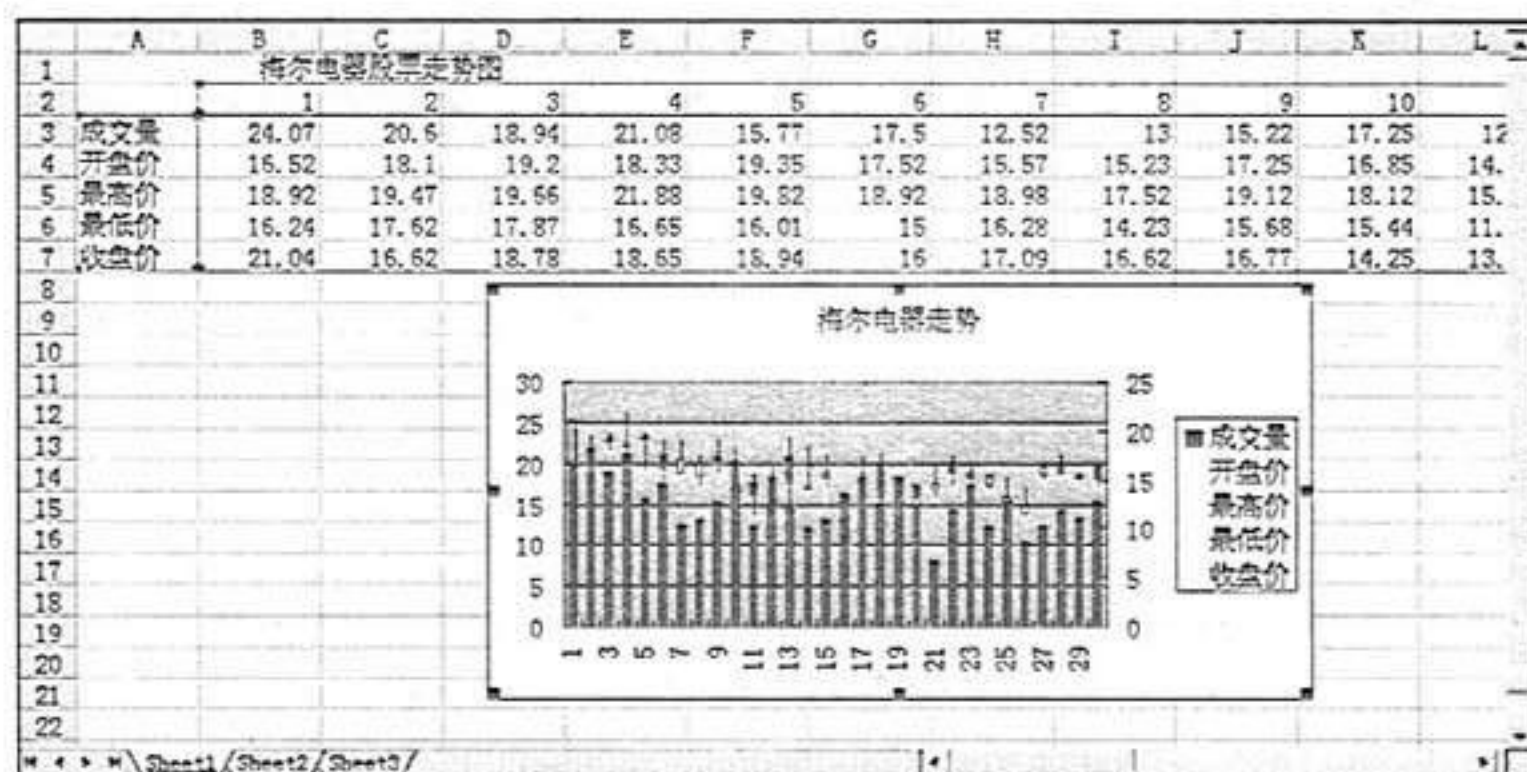 A B C D E F G H I J K L
1 海尔电器股票走势图
2 1 2 3 4 5 6 7 8 9 10
3 成交量 24.07 20.6 18.94 21.08 15.77 17.5 12.52 13 15.22 17.25 12
4 开盘价 16.52 18.1 19.2 18.33 19.35 17.52 15.57 15.23 17.25 16.85 14.
5 最高价 18.92 19.47 19.66 21.88 19.82 18.92 18.98 17.52 19.12 18.12 15.
6 最低价 16.24 17.62 17.87 16.65 16.01 15 16.28 14.23 15.68 15.44 11.
7 收盘价 21.04 16.62 18.78 18.65 18.94 16 17.09 16.62 16.77 14.25 13.
8
9
10
11
12
13
14
15
16
17
18
19
20
21
22
海尔电器走势
30 25
25 20
20 15
15 10
10 5
5 0
0
1 3 5 7 9 11 13 15 17 19 21 23 25 27 29
成交量
开盘价
最高价
最低价
收盘价
Sheet1 Sheet2 Sheet3